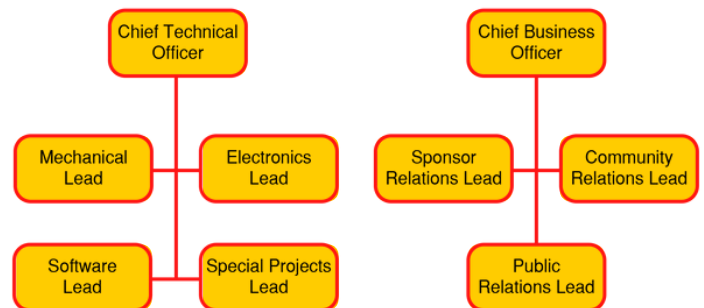 Chief Technical
Officer
Chief Business
Officer
Mechanical
Lead
Electronics
Lead
Sponsor
Relations Lead
Community
Relations Lead
Software
Lead
Special Projects
Lead
Public
Relations Lead